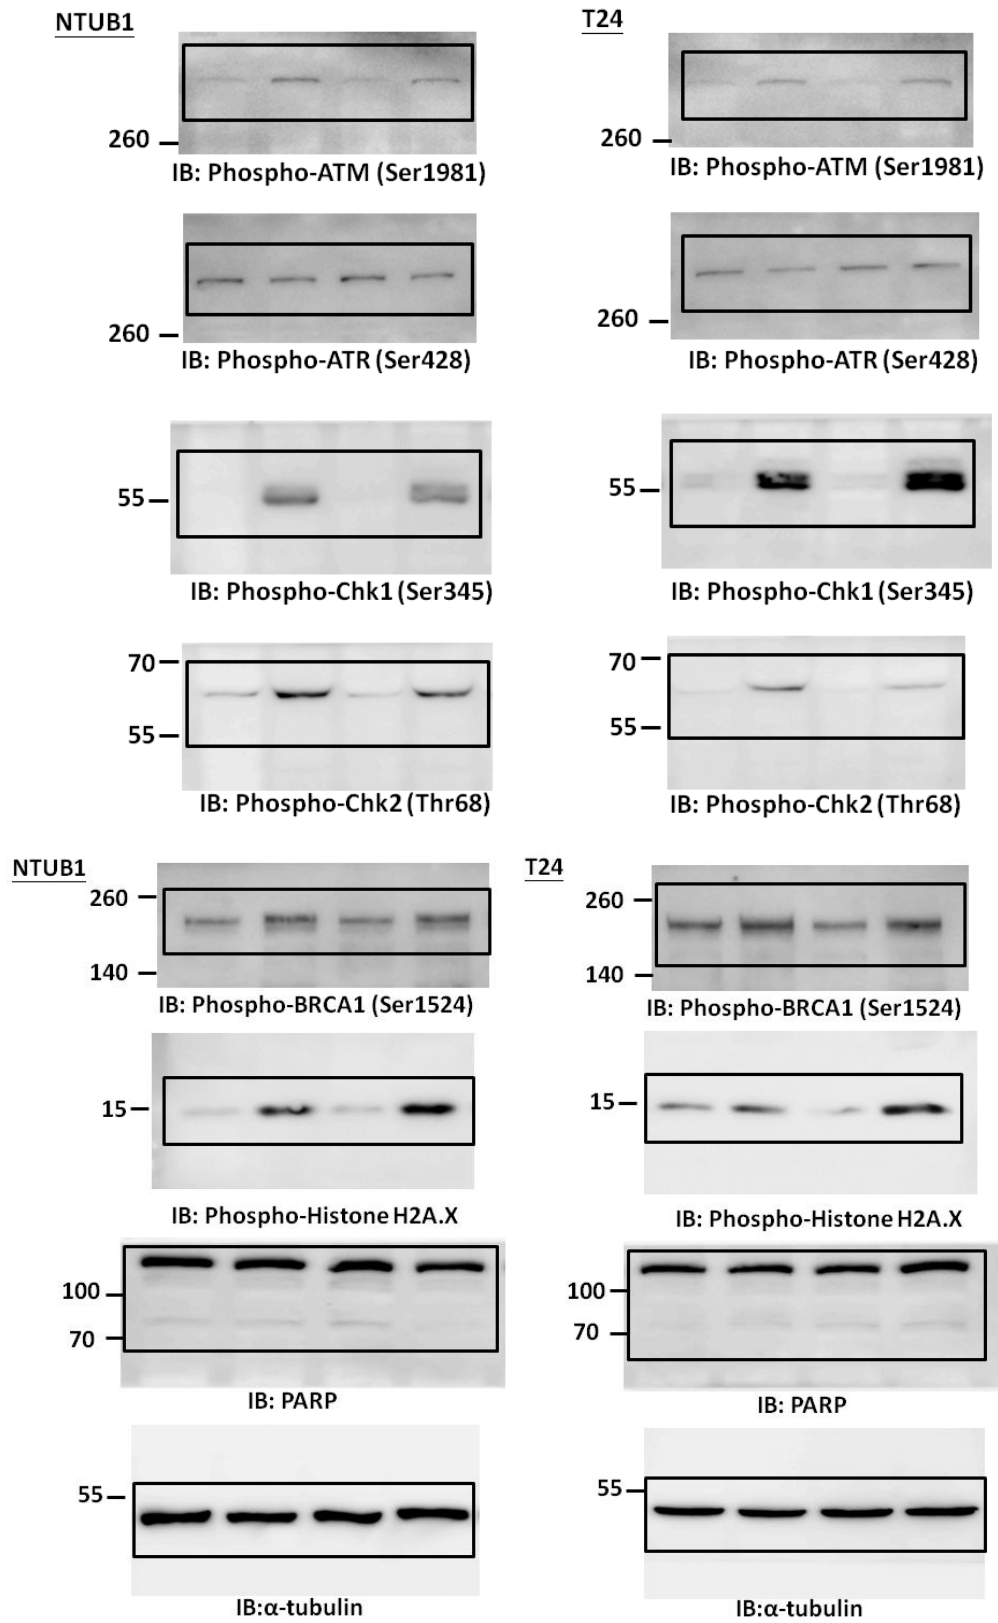 NTUB1
T24
260
IB: Phospho-ATM (Ser1981)
260
IB: Phospho-ATM (Ser1981)
260
IB: Phospho-ATR (Ser428)
260
IB: Phospho-ATR (Ser428)
55
IB: Phospho-Chk1 (Ser345)
55
IB: Phospho-Chk1 (Ser345)
70
55
IB: Phospho-Chk2 (Thr68)
70
55
IB: Phospho-Chk2 (Thr68)
NTUB1
T24
260
140
IB: Phospho-BRCA1 (Ser1524)
260
140
IB: Phospho-BRCA1 (Ser1524)
15
IB: Phospho-Histone H2A.X
15
IB: Phospho-Histone H2A.X
100
70
IB: PARP
100
70
IB: PARP
55
IB:α-tubulin
55
IB:α-tubulin